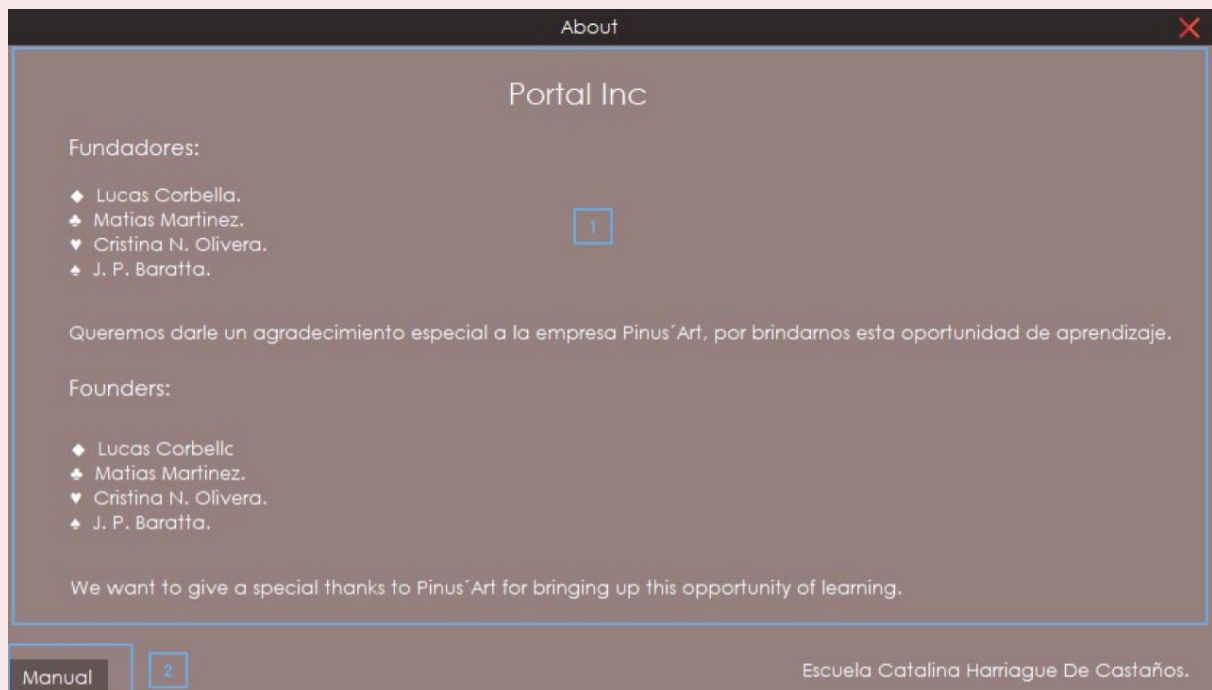 About
Portal Inc
Fundadores:
♦ Lucas Corbella.
♣ Matias Martinez.
♥ Cristina N. Olivera.
♠ J. P. Baratta.
1
Queremos darle un agradecimiento especial a la empresa Pinus´Art, por brindarnos esta oportunidad de aprendizaje.
Founders:
♦ Lucas Corbellc
♣ Matias Martinez.
♥ Cristina N. Olivera.
♠ J. P. Baratta.
We want to give a special thanks to Pinus´Art for bringing up this opportunity of learning.
Manual
2
Escuela Catalina Harriague De Castaños.